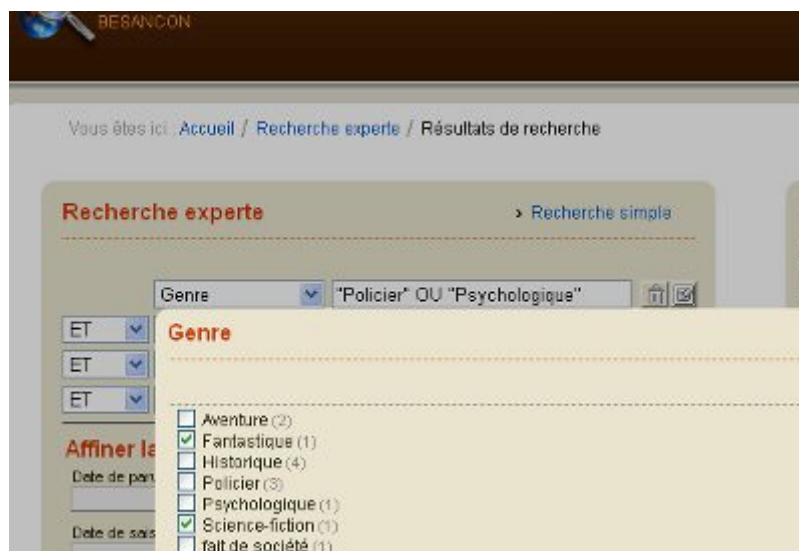 BESANCON
Vous êtes ici : Accueil / Recherche experte / Résultats de recherche
Recherche experte › Recherche simple
Genre "Policier" OU "Psychologique"
ET
Genre
ET
ET
Aventure (2)
Fantastique (1)
Historique (4)
Policier (3)
Psychologique (1)
Science-fiction (1)
fait de société (1)
Affiner la
Date de paru
Date de sais